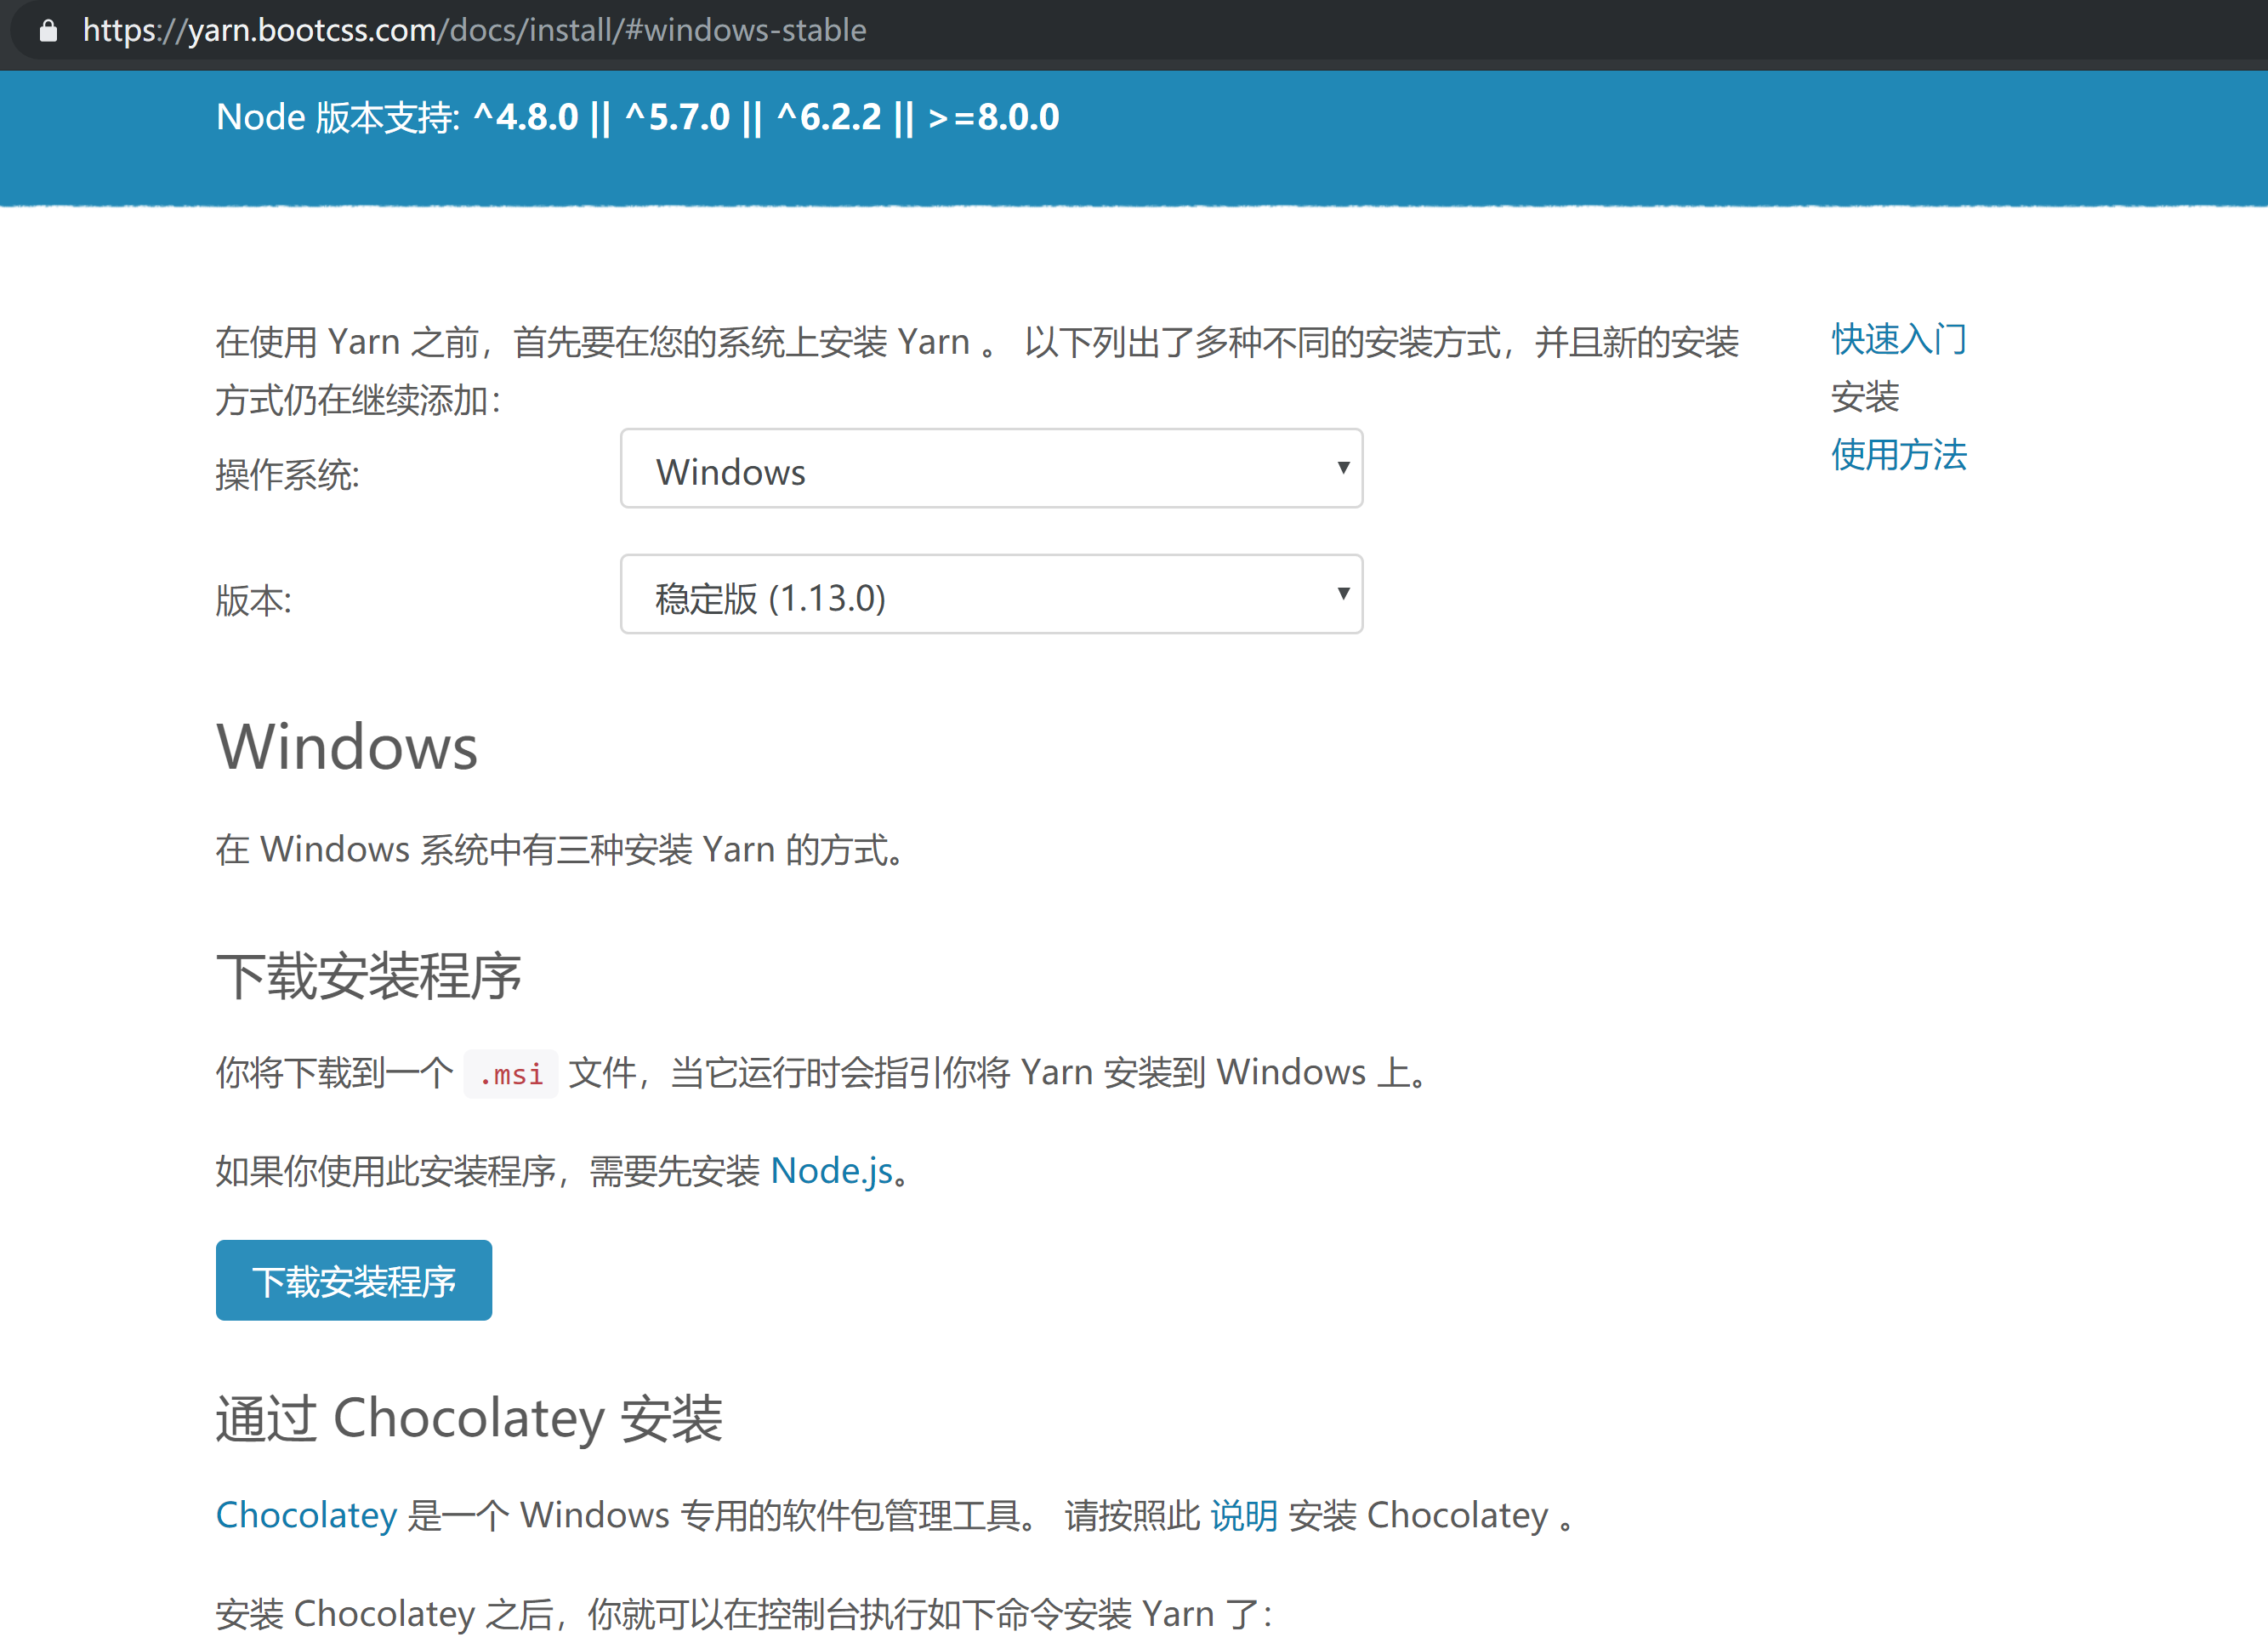 https://yarn.bootcss.com/docs/install/#windows-stable
Node 版本支持: ^4.8.0 || ^5.7.0 || ^6.2.2 || >=8.0.0
在使用 Yarn 之前，首先要在您的系统上安装 Yarn 。 以下列出了多种不同的安装方式，并且新的安装
方式仍在继续添加：
操作系统:
Windows
版本:
稳定版 (1.13.0)
快速入门
安装
使用方法
Windows
在 Windows 系统中有三种安装 Yarn 的方式。
下载安装程序
你将下载到一个 .msi 文件，当它运行时会指引你将 Yarn 安装到 Windows 上。
如果你使用此安装程序，需要先安装 Node.js。
下载安装程序
通过 Chocolatey 安装
Chocolatey 是一个 Windows 专用的软件包管理工具。 请按照此 说明 安装 Chocolatey 。
安装 Chocolatey 之后，你就可以在控制台执行如下命令安装 Yarn 了：